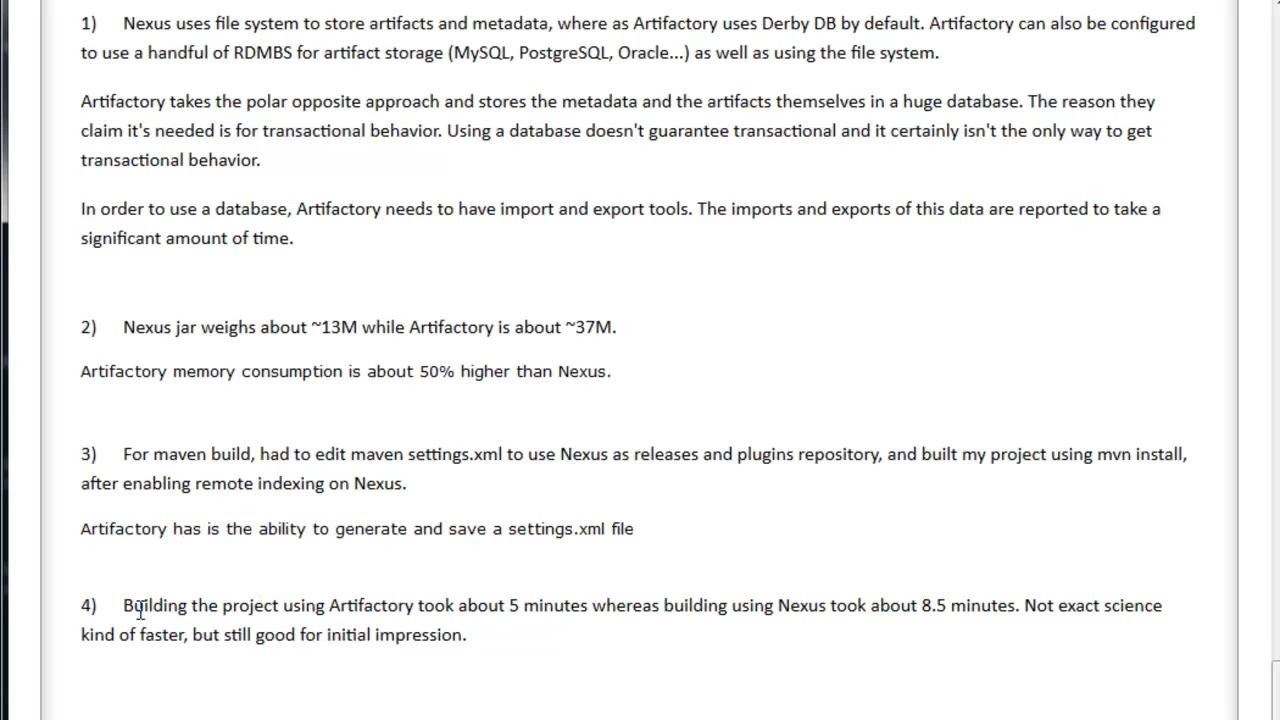 1) Nexus uses file system to store artifacts and metadata, where as Artifactory uses Derby DB by default. Artifactory can also be configured
to use a handful of RDMBS for artifact storage (MySQL, PostgreSQL, Oracle...) as well as using the file system.
Artifactory takes the polar opposite approach and stores the metadata and the artifacts themselves in a huge database. The reason they
claim it's needed is for transactional behavior. Using a database doesn't guarantee transactional and it certainly isn't the only way to get
transactional behavior.
In order to use a database, Artifactory needs to have import and export tools. The imports and exports of this data are reported to take a
significant amount of time.
2) Nexus jar weighs about ~13M while Artifactory is about ~37M.
Artifactory memory consumption is about 50% higher than Nexus.
3) For maven build, had to edit maven settings.xml to use Nexus as releases and plugins repository, and built my project using mvn install,
after enabling remote indexing on Nexus.
Artifactory has is the ability to generate and save a settings.xml file
4) Building the project using Artifactory took about 5 minutes whereas building using Nexus took about 8.5 minutes. Not exact science
kind of faster, but still good for initial impression.